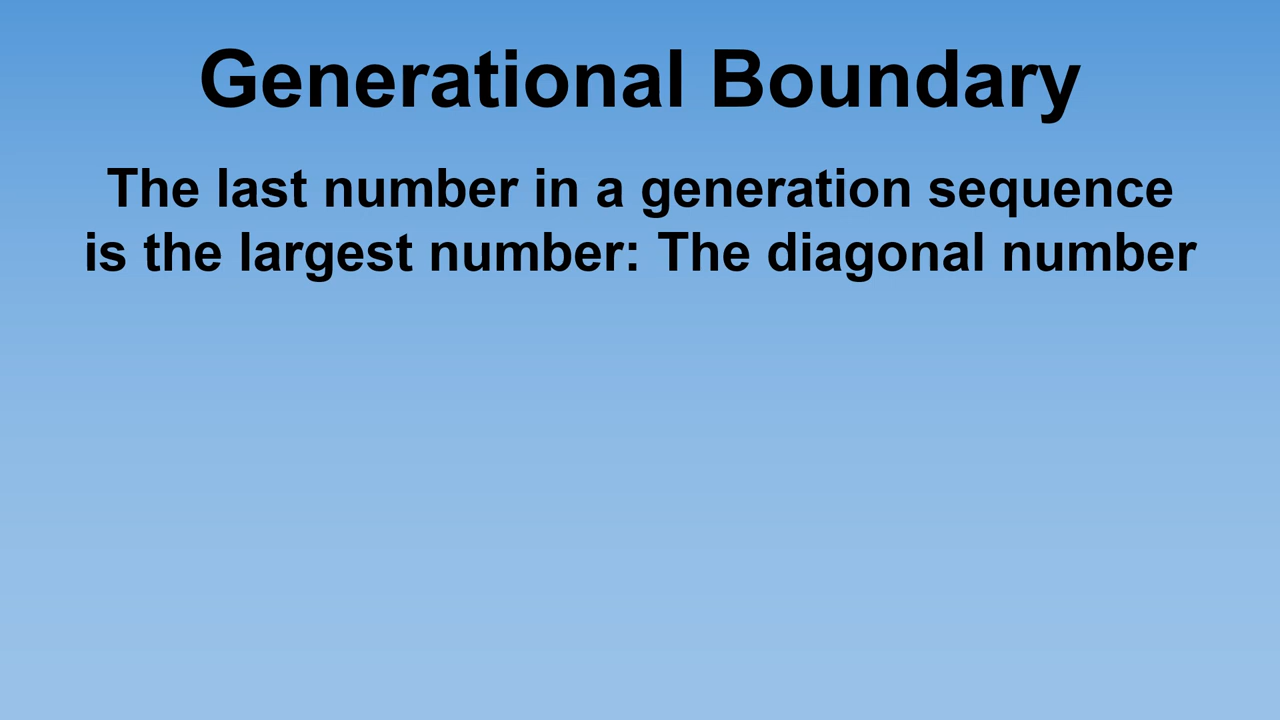 Generational Boundary
The last number in a generation sequence
is the largest number: The diagonal number